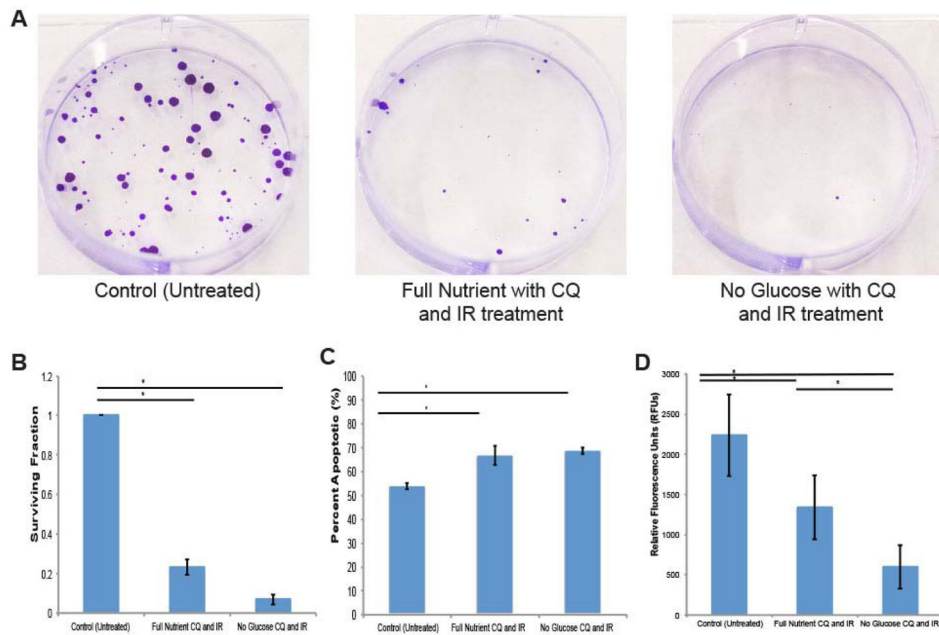 A
Control (Untreated)
Full Nutrient with CQ
and IR treatment
No Glucose with CQ
and IR treatment
B
Surviving Fraction
1.2
1
0.8
0.6
0.4
0.2
0
*
*
Control (Untreated)
Full Nutrient CQ and IR
No Glucose CQ and IR
C
Percent Apoptotic (%)
100
90
80
70
60
50
40
30
20
10
0
*
*
Control (Untreated)
Full Nutrient CQ and IR
No Glucose CQ and IR
D
Relative Fluorescence Units (RFUs)
3000
2500
2000
1500
1000
500
0
*
*
*
Control (Untreated)
Full Nutrient CQ and IR
No Glucose CQ and IR